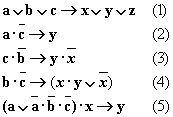 a ∨ b ∨ c → x ∨ y ∨ z (1)
a · c̄ → y (2)
c · b̄ → y · x̄ (3)
b · c̄ → (x · y ∨ x̄) (4)
(a ∨ ā · b̄ · c̄) · x → y (5)